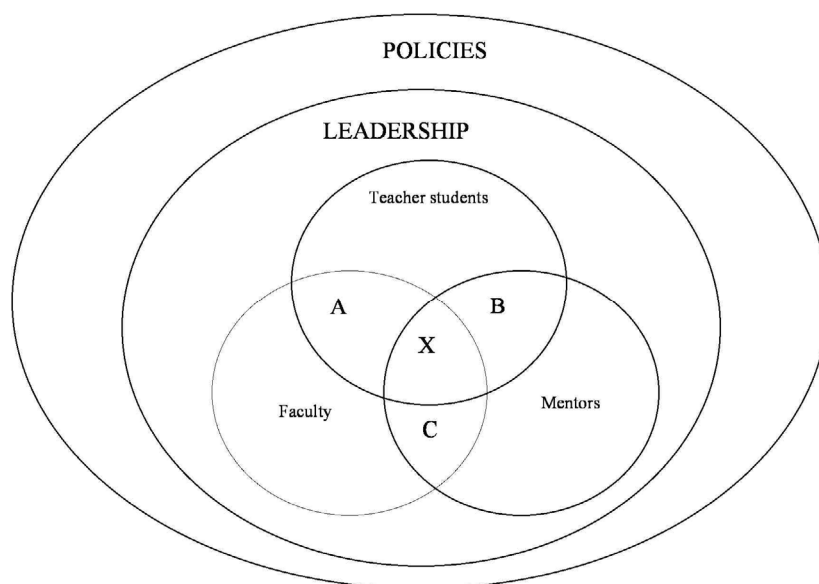 POLICIES
LEADERSHIP
Teacher students
A
B
X
Faculty
Mentors
C